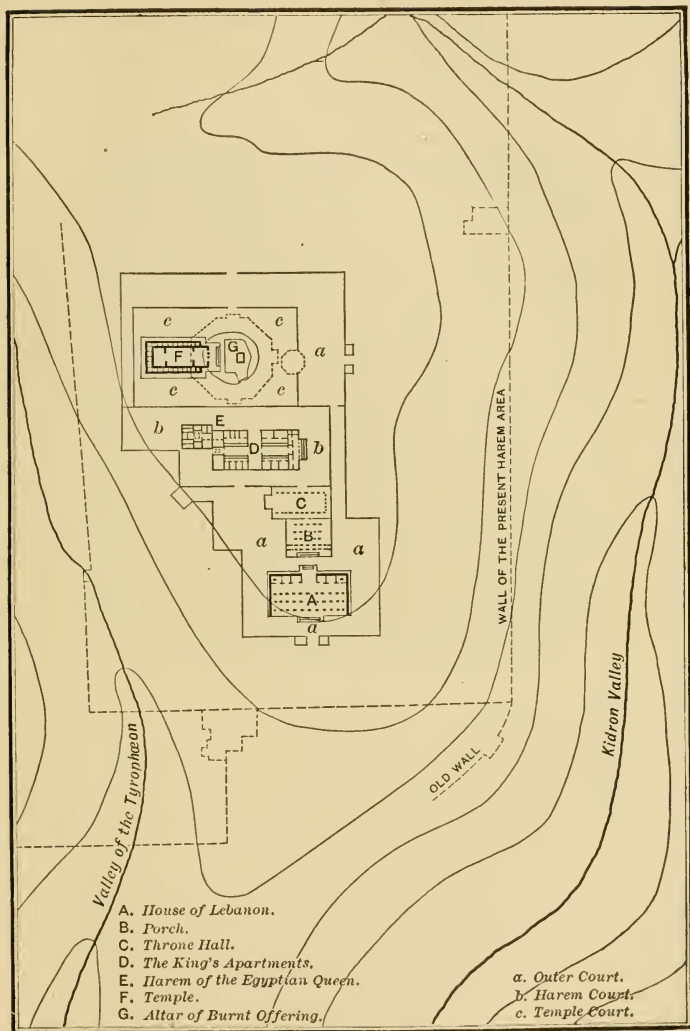 c
c
G
a
F
c
c
E
b
D
b
C
B
a
a
A
a
WALL OF THE PRESENT HAREM AREA
Kidron Valley
OLD WALL
Valley of the Tyrophœon
A. House of Lebanon.
B. Porch.
C. Throne Hall.
D. The King's Apartments.
E. Harem of the Egyptian Queen.
F. Temple.
G. Altar of Burnt Offering.
a. Outer Court.
b. Harem Court.
c. Temple Court.